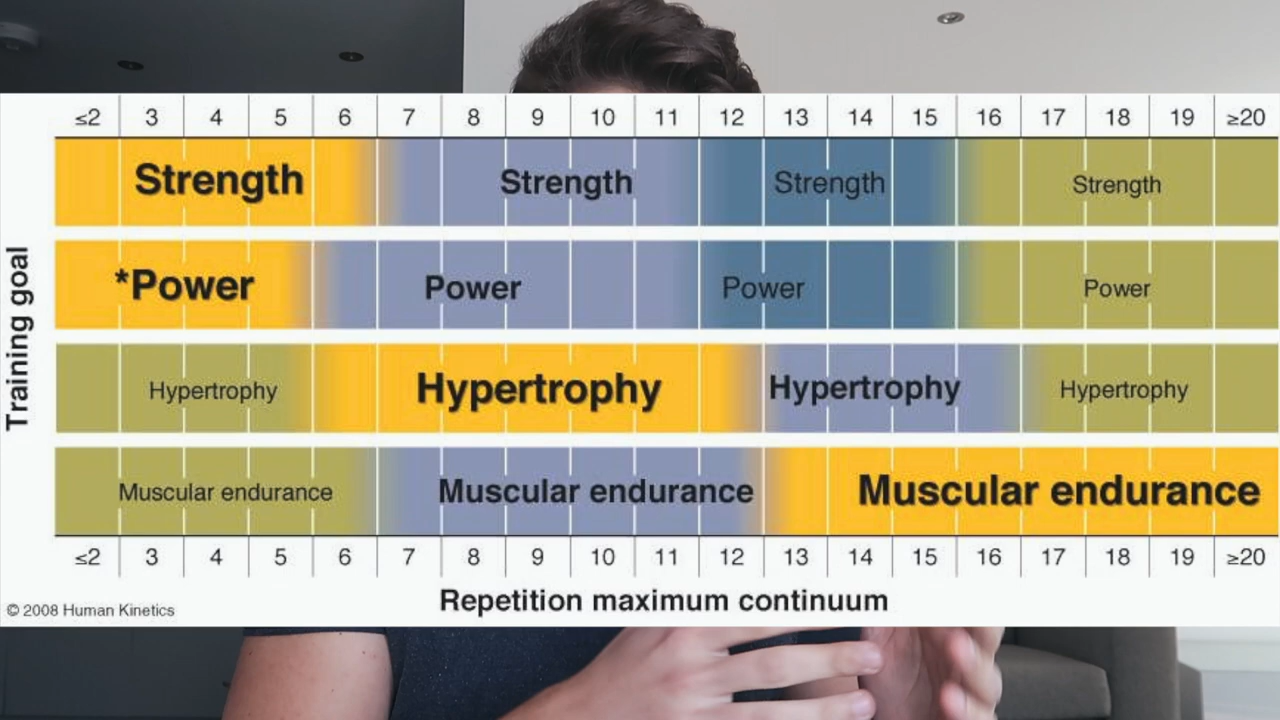 ≤2 3 4 5 6 7 8 9 10 11 12 13 14 15 16 17 18 19 ≥20
Training goal
Strength Strength Strength Strength
*Power Power Power Power
Hypertrophy Hypertrophy Hypertrophy Hypertrophy
Muscular endurance Muscular endurance Muscular endurance
≤2 3 4 5 6 7 8 9 10 11 12 13 14 15 16 17 18 19 ≥20
Repetition maximum continuum
© 2008 Human Kinetics